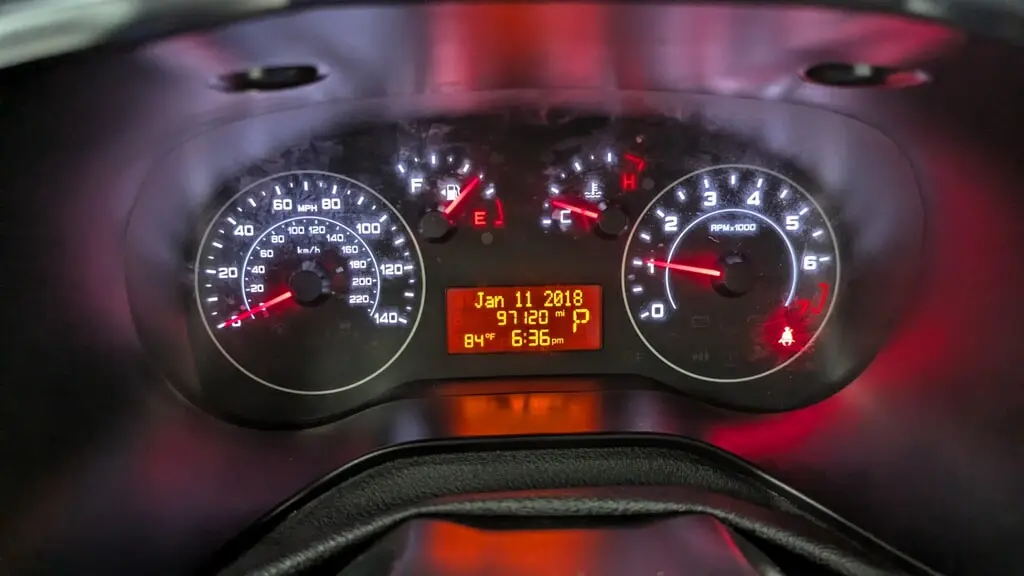 F
E
C
H
0 20 40 60 MPH 80 100 120 140
20 40 60 80 100 120 140 160 180 200 220
km/h
0 1 2 3 4 5 6
RPMx1000
Jan 11 2018
97120 mi P
84°F 6:36pm